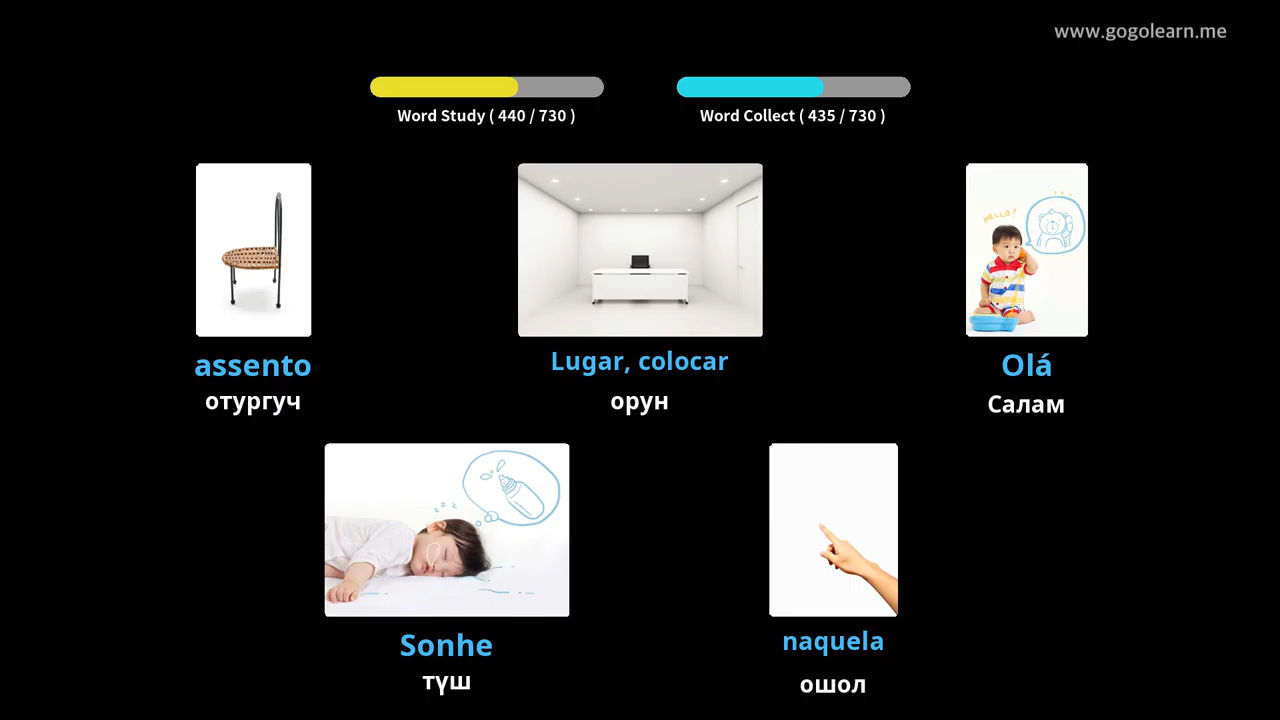 www.gogolearn.me
Word Study ( 440 / 730 )
Word Collect ( 435 / 730 )
HELLO?
assento
отургуч
Lugar, colocar
орун
Olá
Салам
z z z
Sonhe
түш
naquela
ошол